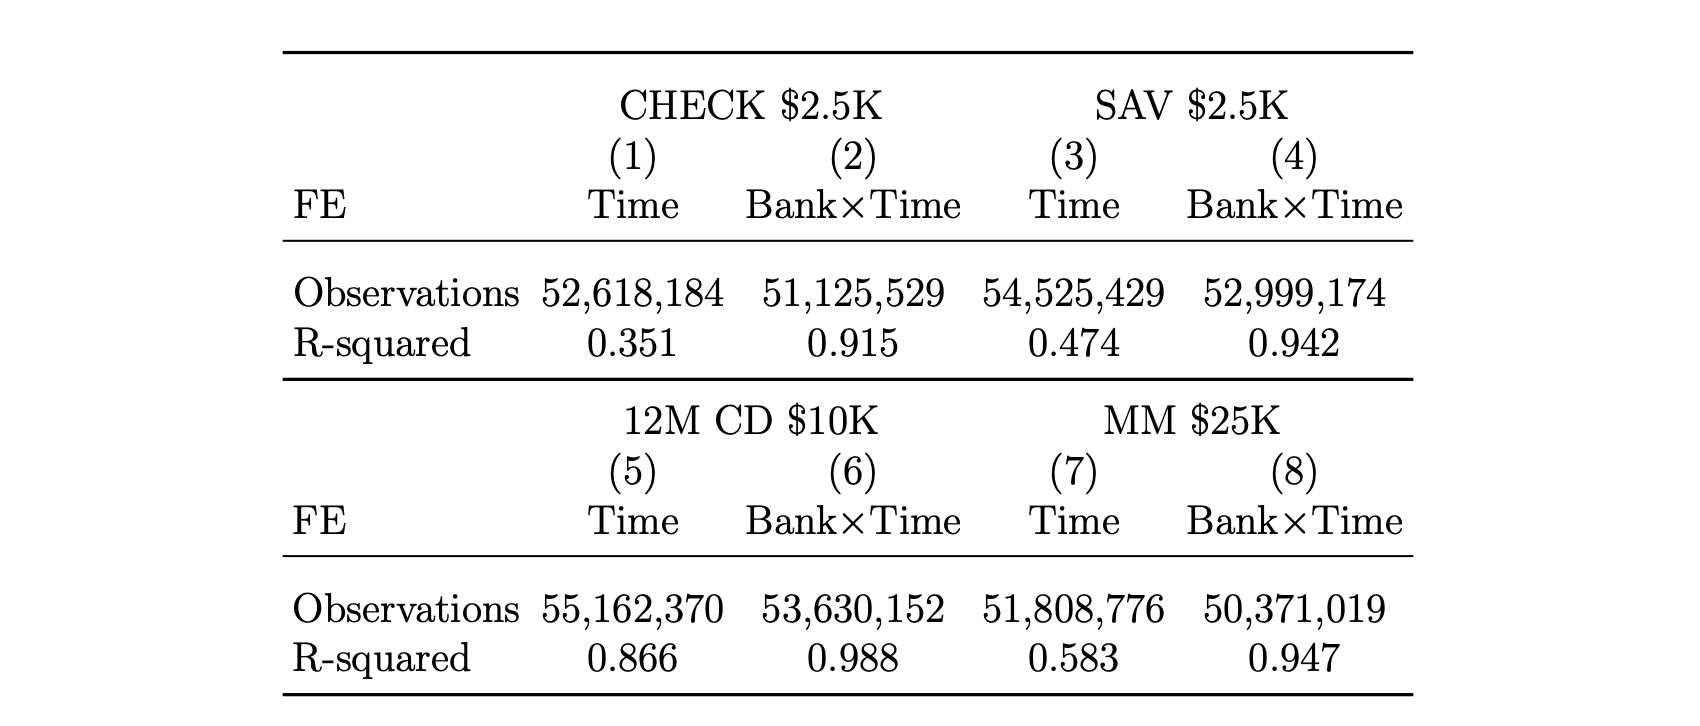 CHECK $2.5K SAV $2.5K
(1) (2) (3) (4)
FE Time Bank×Time Time Bank×Time
Observations 52,618,184 51,125,529 54,525,429 52,999,174
R-squared 0.351 0.915 0.474 0.942
12M CD $10K MM $25K
(5) (6) (7) (8)
FE Time Bank×Time Time Bank×Time
Observations 55,162,370 53,630,152 51,808,776 50,371,019
R-squared 0.866 0.988 0.583 0.947